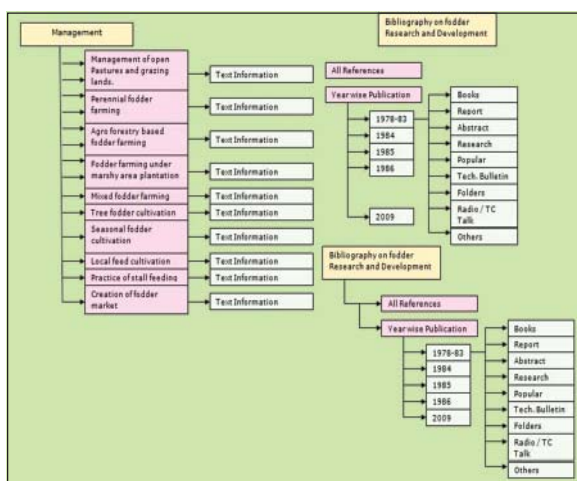 Management
Management of open
Pastures and grazing
lands.
Text Information
Perennial fodder
farming
Text Information
Agro forestry based
fodder farming
Text Information
Fodder farming under
marshy area plantation
Text Information
Mixed fodder farming
Text Information
Tree fodder cultivation
Text Information
Seasonal fodder
cultivation
Text Information
Local feed cultivation
Text Information
Practice of stall feeding
Text Information
Creation of fodder
market
Text Information
Bibliography on fodder
Research and Development
All References
Year wise Publication
1978-83
1984
1985
1986
2009
Books
Report
Abstract
Research
Popular
Tech. Bulletin
Folders
Radio / TC
Talk
Others
Bibliography on fodder
Research and Development
All References
Year wise Publication
1978-83
1984
1985
1986
2009
Books
Report
Abstract
Research
Popular
Tech. Bulletin
Folders
Radio / TC
Talk
Others